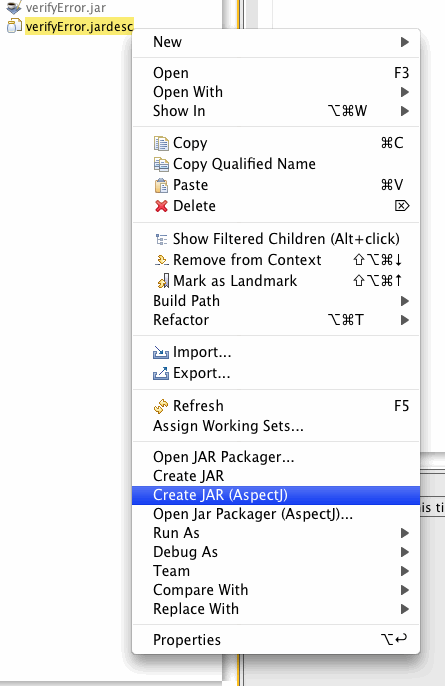 verifyError.jar
verifyError.jardesc
New
Open F3
Open With
Show In ⌥⌘W
Copy ⌘C
Copy Qualified Name
Paste ⌘V
Delete ⌦
Show Filtered Children (Alt+click)
Remove from Context ⇧⌥⌘↓
Mark as Landmark ⇧⌥⌘↑
Build Path
Refactor ⌥⌘T
Import...
Export...
Refresh F5
Assign Working Sets...
Open JAR Packager...
Create JAR
Create JAR (AspectJ)
Open Jar Packager (AspectJ)...
is ti
Run As
Debug As
Team
Compare With
Replace With
Properties ⌥↩